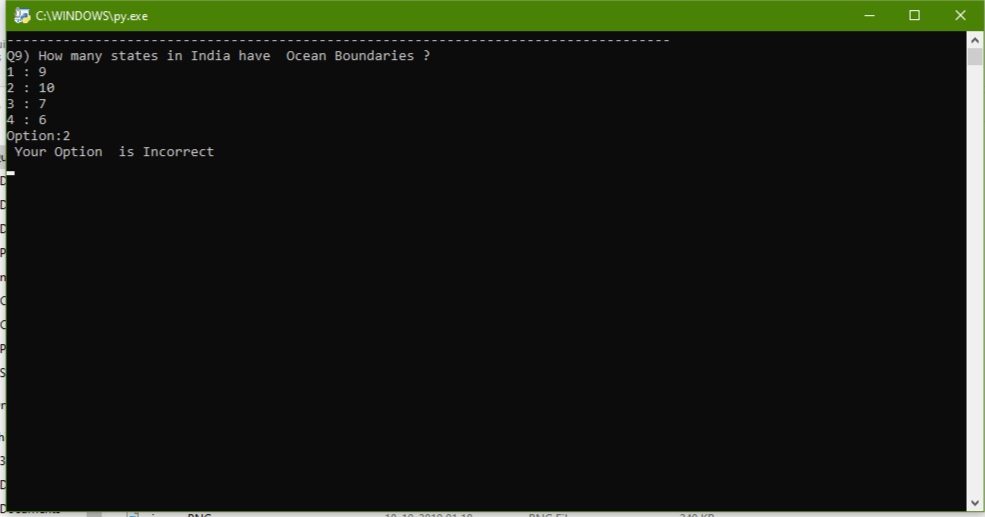 C:\WINDOWS\py.exe
-----------------------------------------------------------------------------------
Q9) How many states in India have  Ocean Boundaries ?
1 : 9
2 : 10
3 : 7
4 : 6
Option:2
 Your Option  is Incorrect